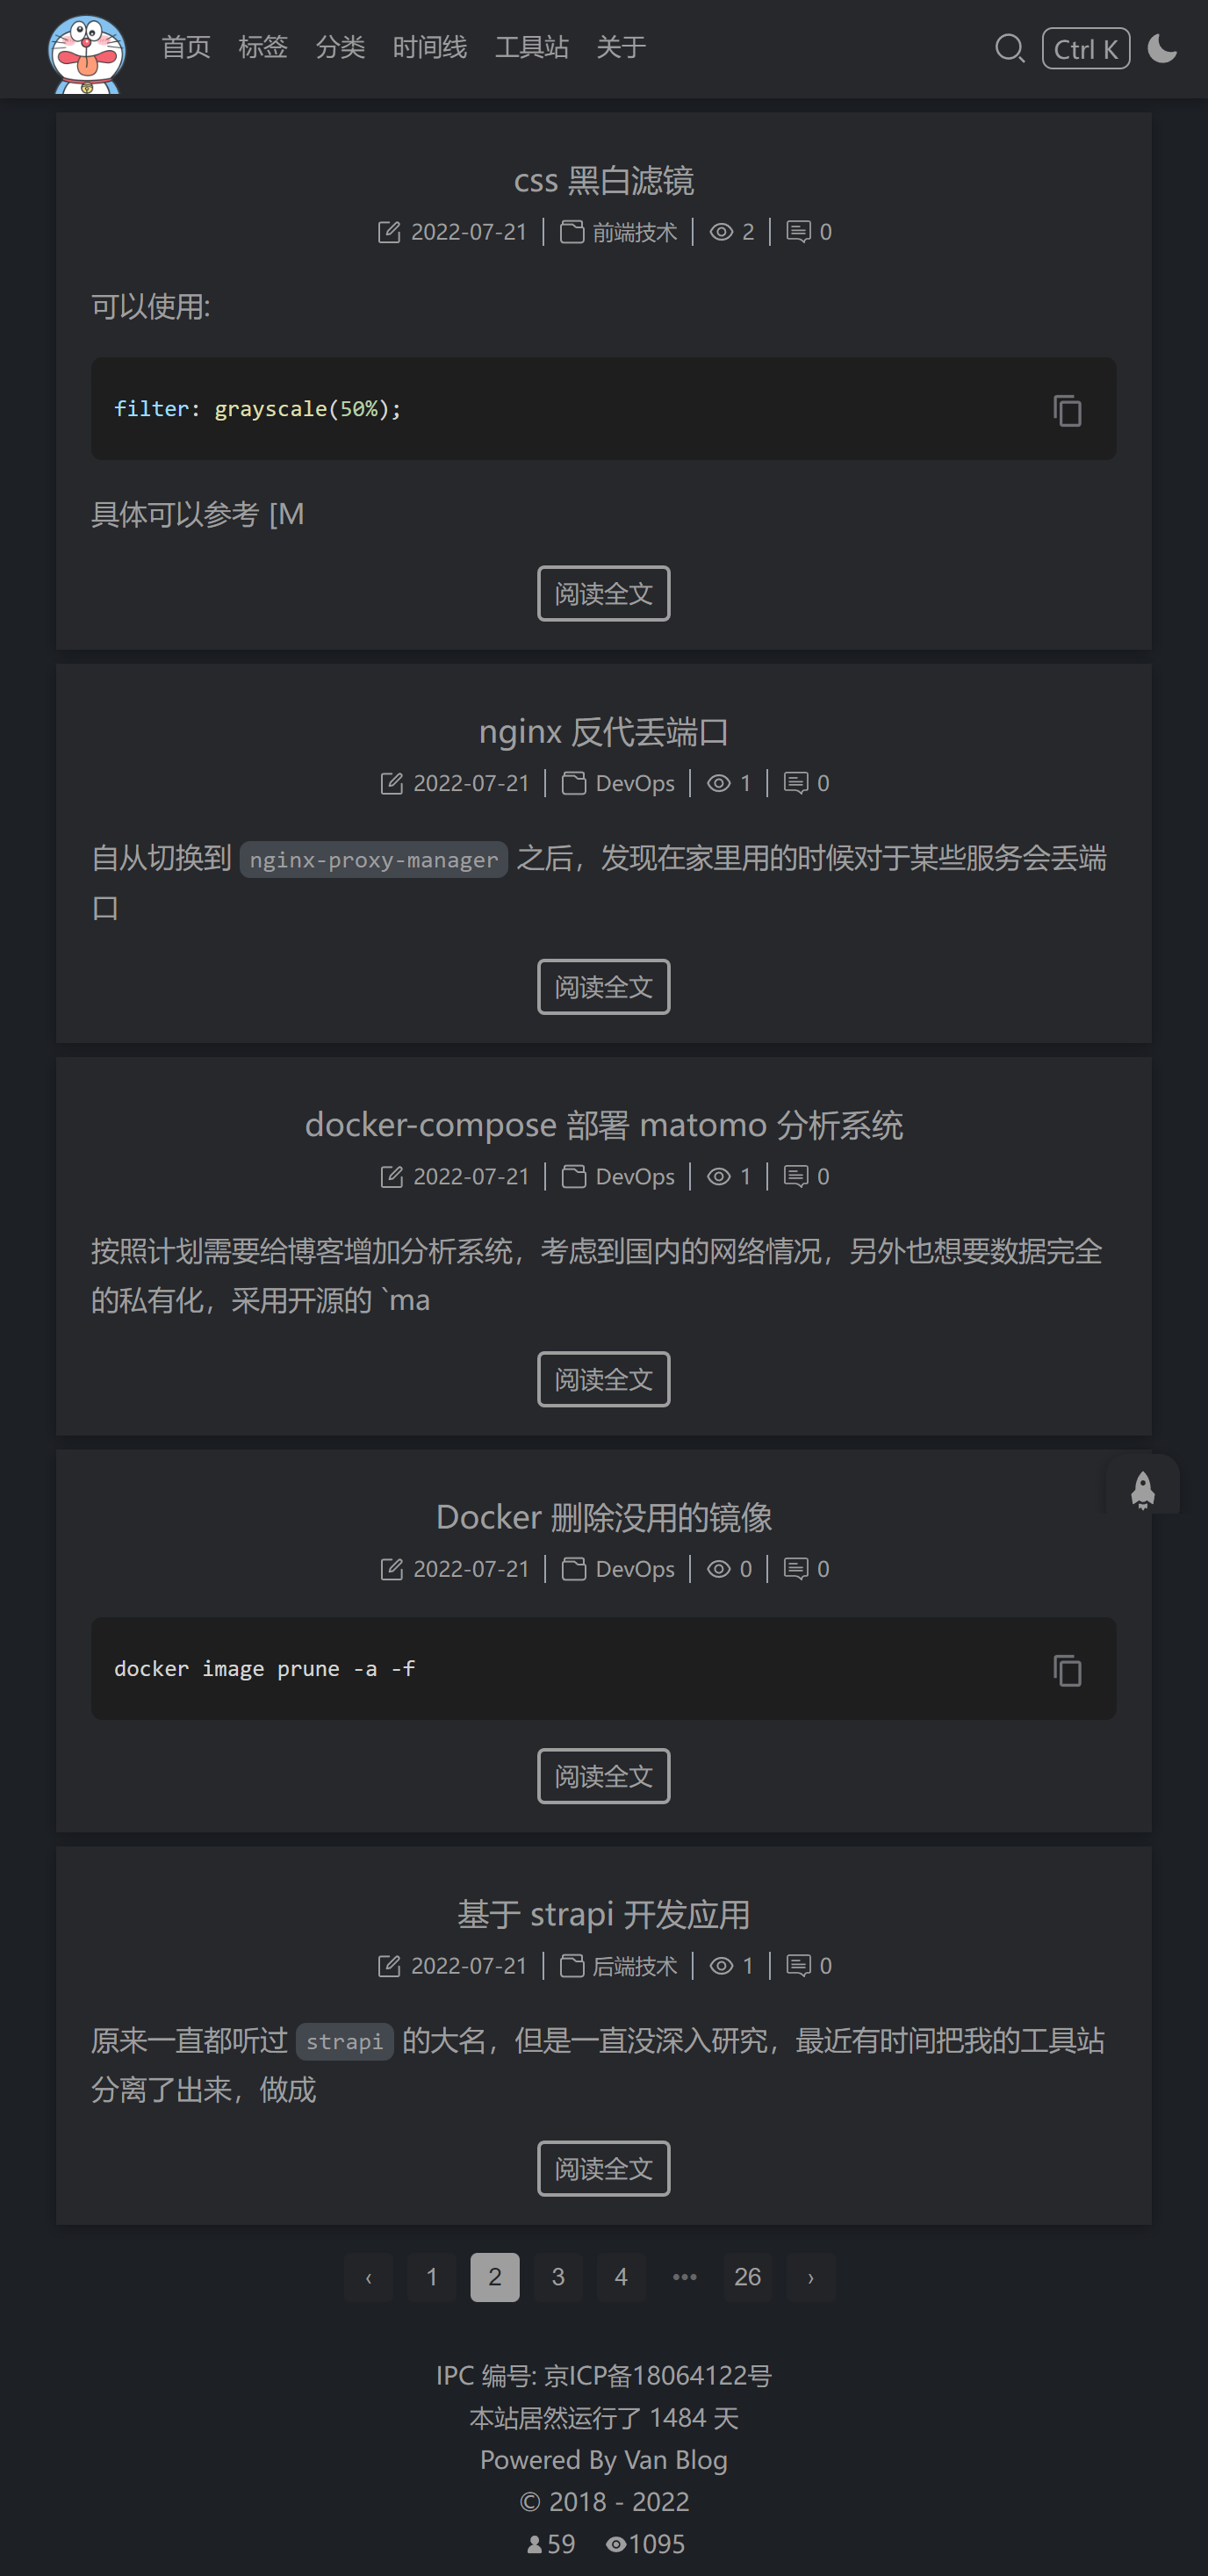 首页 标签 分类 时间线 工具站 关于 Ctrl K
css 黑白滤镜
2022-07-21 前端技术 2 0
可以使用:
filter: grayscale(50%);
具体可以参考 [M
阅读全文
nginx 反代丢端口
2022-07-21 DevOps 1 0
自从切换到 nginx-proxy-manager 之后，发现在家里用的时候对于某些服务会丢端
口
阅读全文
docker-compose 部署 matomo 分析系统
2022-07-21 DevOps 1 0
按照计划需要给博客增加分析系统，考虑到国内的网络情况，另外也想要数据完全
的私有化，采用开源的 `ma
阅读全文
Docker 删除没用的镜像
2022-07-21 DevOps 0 0
docker image prune -a -f
阅读全文
基于 strapi 开发应用
2022-07-21 后端技术 1 0
原来一直都听过 strapi 的大名，但是一直没深入研究，最近有时间把我的工具站
分离了出来，做成
阅读全文
‹ 1 2 3 4 ••• 26 ›
IPC 编号: 京ICP备18064122号
本站居然运行了 1484 天
Powered By Van Blog
© 2018 - 2022
59 1095